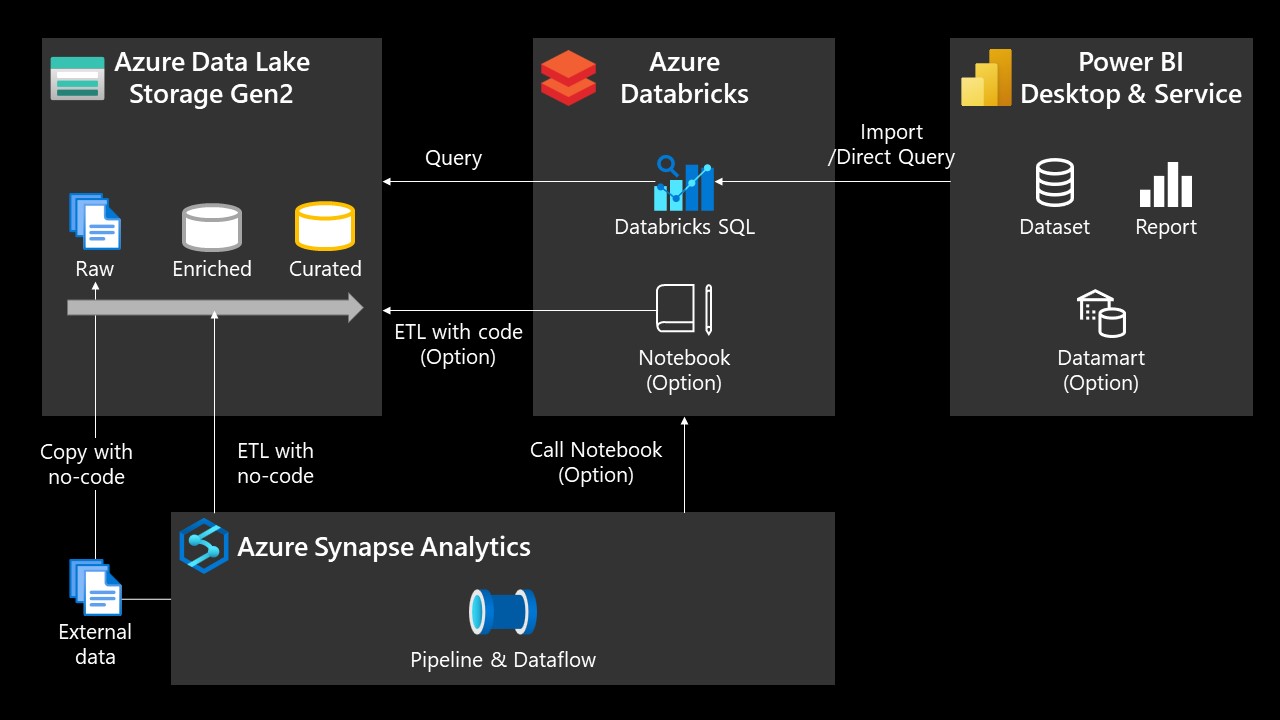 Azure Data Lake
Storage Gen2
Azure
Databricks
Power BI
Desktop & Service
Query
Import
/Direct Query
Databricks SQL
Dataset
Report
Raw
Enriched
Curated
ETL with code
(Option)
Notebook
(Option)
Datamart
(Option)
Copy with
no-code
ETL with
no-code
Call Notebook
(Option)
Azure Synapse Analytics
External
data
Pipeline & Dataflow